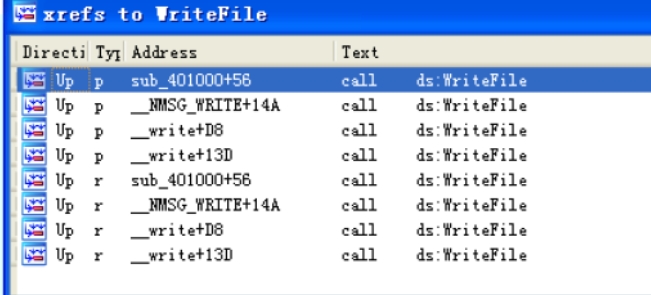 xrefs to WriteFile
Directi Typ Address Text
Up p sub_401000+56 call ds:WriteFile
Up p __NMSG_WRITE+14A call ds:WriteFile
Up p __write+D8 call ds:WriteFile
Up p __write+13D call ds:WriteFile
Up r sub_401000+56 call ds:WriteFile
Up r __NMSG_WRITE+14A call ds:WriteFile
Up r __write+D8 call ds:WriteFile
Up r __write+13D call ds:WriteFile